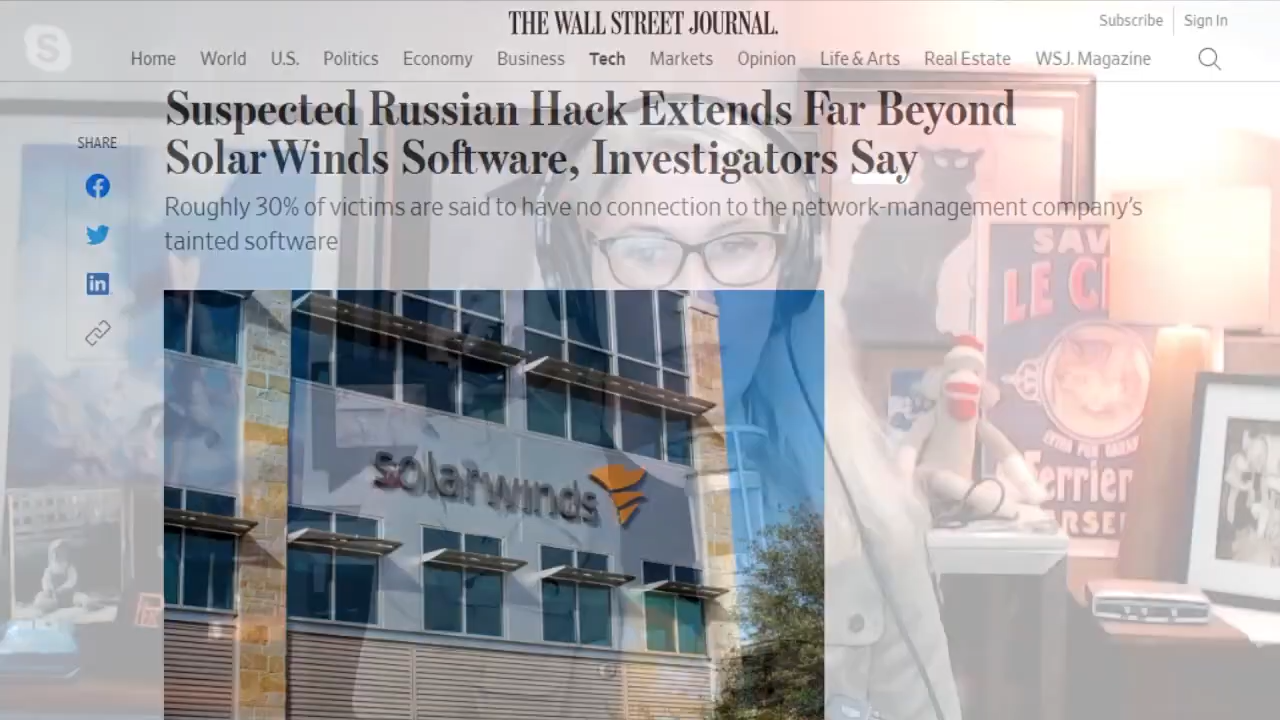 THE WALL STREET JOURNAL.
Subscribe
Sign In
S
Home World U.S. Politics Economy Business Tech Markets Opinion Life & Arts Real Estate WSJ. Magazine
Suspected Russian Hack Extends Far Beyond
SolarWinds Software, Investigators Say
SHARE
Roughly 30% of victims are said to have no connection to the network-management company's
tainted software
in
SAV
LE G
solarwinds